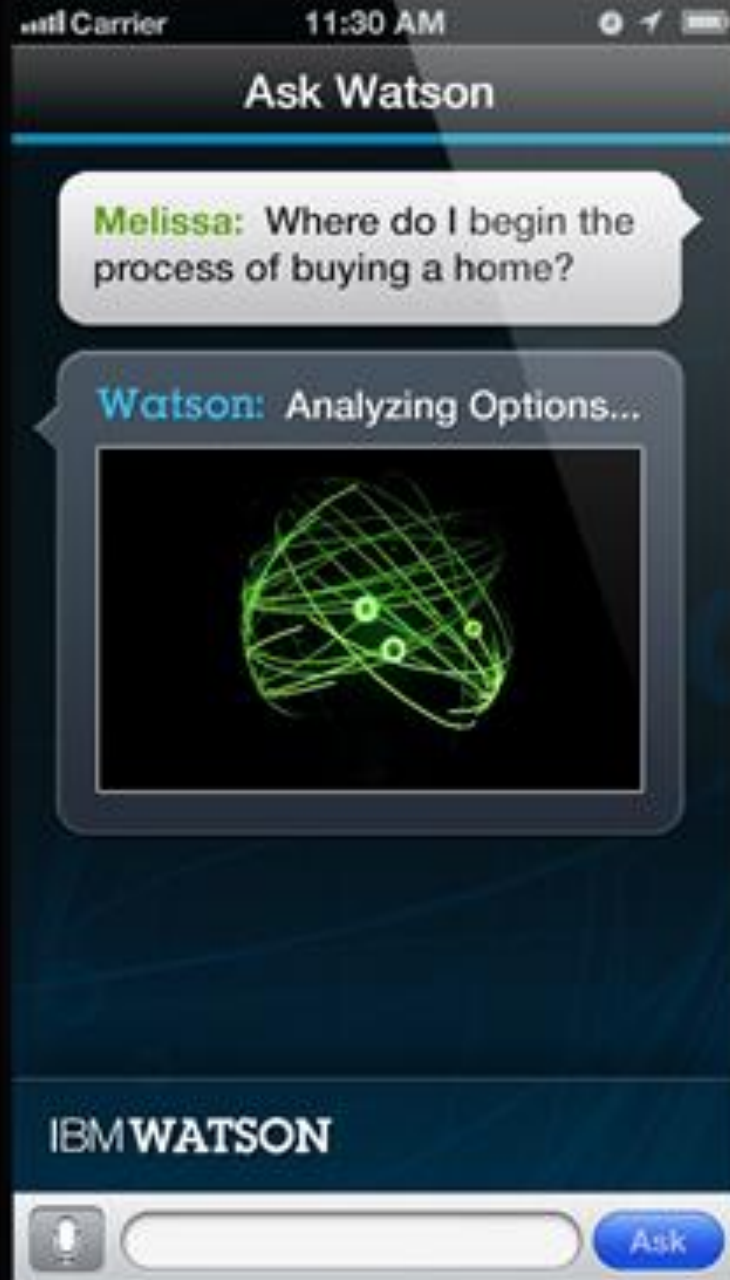 Carrier 11:30 AM
Ask Watson
Melissa: Where do I begin the
process of buying a home?
Watson: Analyzing Options...
IBM WATSON
Ask